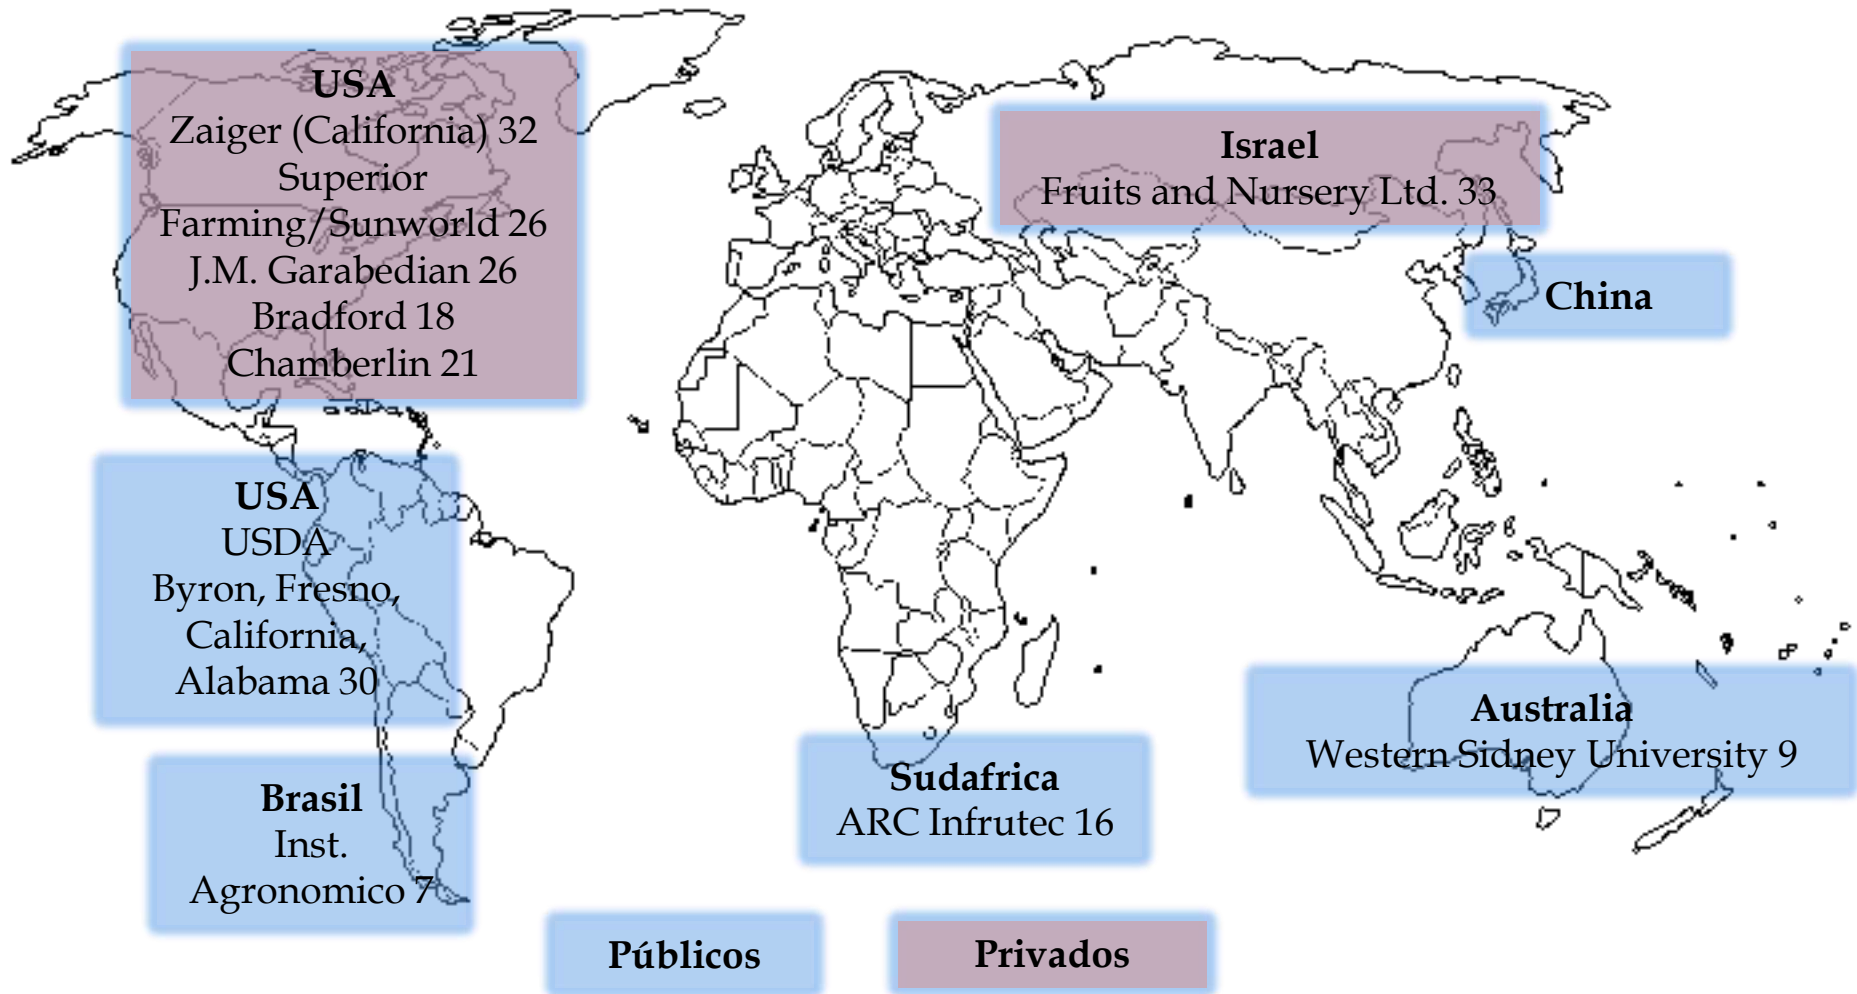 USA
Zaiger (California) 32
Superior
Farming/Sunworld 26
J.M. Garabedian 26
Bradford 18
Chamberlin 21
Israel
Fruits and Nursery Ltd. 33
China
USA
USDA
Byron, Fresno,
California,
Alabama 30
Australia
Western Sidney University 9
Sudafrica
ARC Infrutec 16
Brasil
Inst.
Agronomico 7
Públicos
Privados